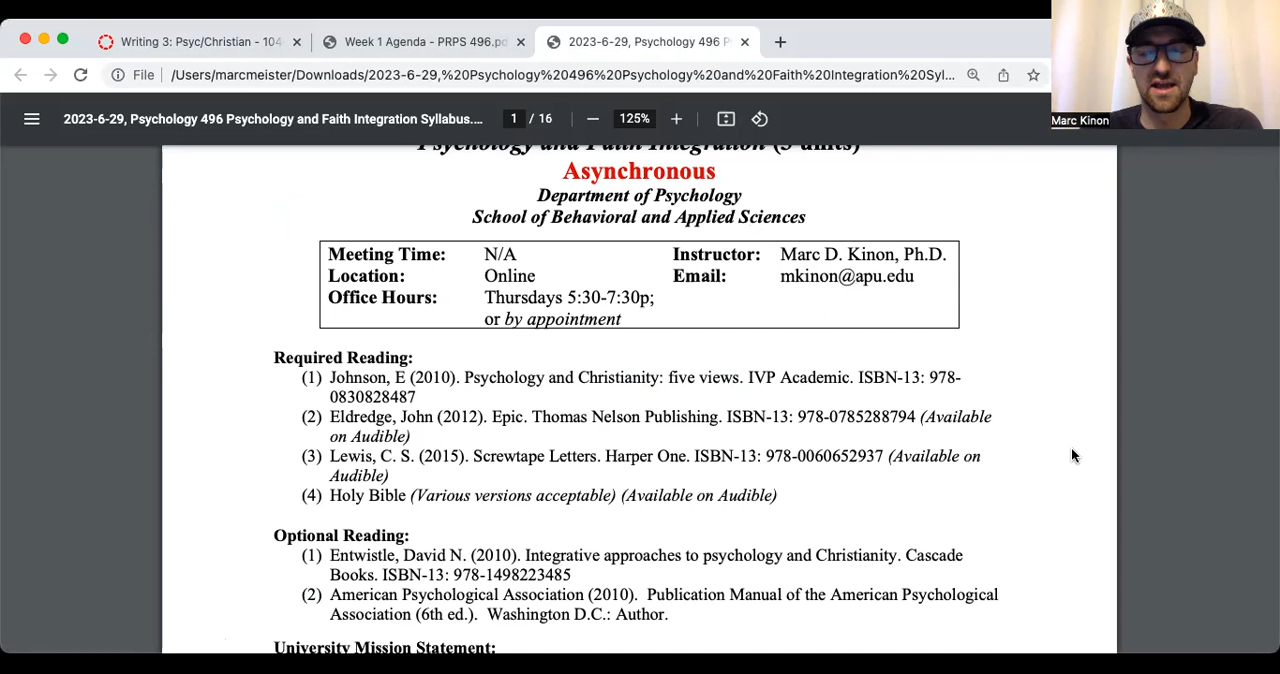 Writing 3: Psyc/Christian - 104
Week 1 Agenda - PRPS 496.pd
2023-6-29, Psychology 496 P
File
/Users/marcmeister/Downloads/2023-6-29,%20Psychology%20496%20Psychology%20and%20Faith%20Integration%20Syl...
Marc Kinon
2023-6-29, Psychology 496 Psychology and Faith Integration Syllabus....
1 / 16
125%
Psychology and Faith Integration (3 units)
Asynchronous
Department of Psychology
School of Behavioral and Applied Sciences
Meeting Time: N/A Instructor: Marc D. Kinon, Ph.D.
Location: Online Email: mkinon@apu.edu
Office Hours: Thursdays 5:30-7:30p;
or by appointment
Required Reading:
(1) Johnson, E (2010). Psychology and Christianity: five views. IVP Academic. ISBN-13: 978-
0830828487
(2) Eldredge, John (2012). Epic. Thomas Nelson Publishing. ISBN-13: 978-0785288794 (Available
on Audible)
(3) Lewis, C. S. (2015). Screwtape Letters. Harper One. ISBN-13: 978-0060652937 (Available on
Audible)
(4) Holy Bible (Various versions acceptable) (Available on Audible)
Optional Reading:
(1) Entwistle, David N. (2010). Integrative approaches to psychology and Christianity. Cascade
Books. ISBN-13: 978-1498223485
(2) American Psychological Association (2010). Publication Manual of the American Psychological
Association (6th ed.). Washington D.C.: Author.
University Mission Statement: